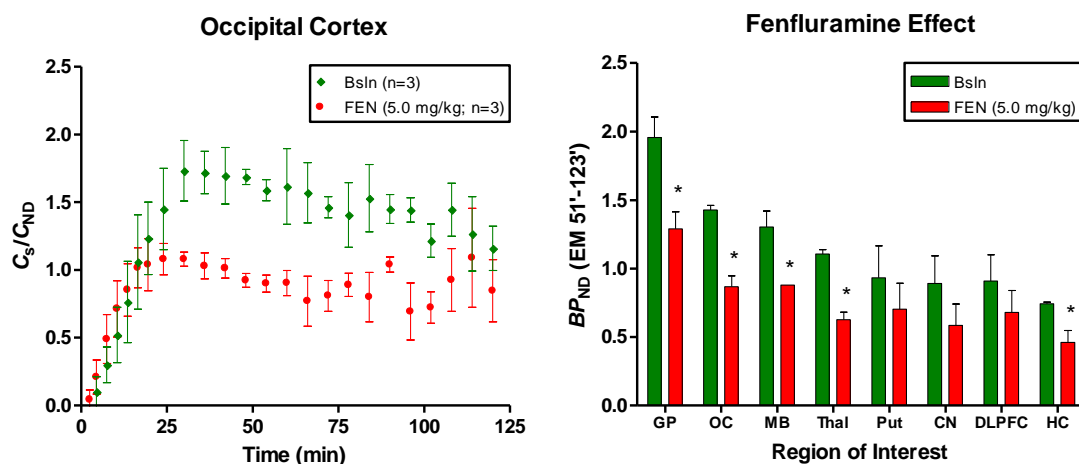 Occipital Cortex
2.5
2.0
1.5
1.0
0.5
0.0
Cs/CND
Bsln (n=3)
FEN (5.0 mg/kg; n=3)
0 25 50 75 100 125
Time (min)
Fenfluramine Effect
2.5
2.0
1.5
1.0
0.5
0.0
BPND (EM 51'-123')
Bsln
FEN (5.0 mg/kg)
* * * * *
GP OC MB Thal Put CN DLPFC HC
Region of Interest